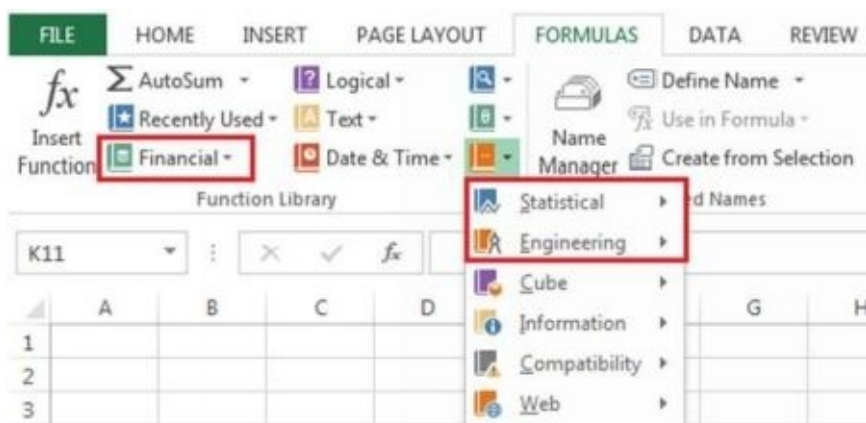 FILE HOME INSERT PAGE LAYOUT FORMULAS DATA REVIEW
fx Σ AutoSum ? Logical Define Name
Recently Used A Text θ fx Use in Formula
Insert Function Financial Date & Time Name Manager Create from Selection
Function Library ed Names
Statistical
Engineering
K11 fx
Cube
A B C D G H
Information
1
Compatibility
2
Web
3